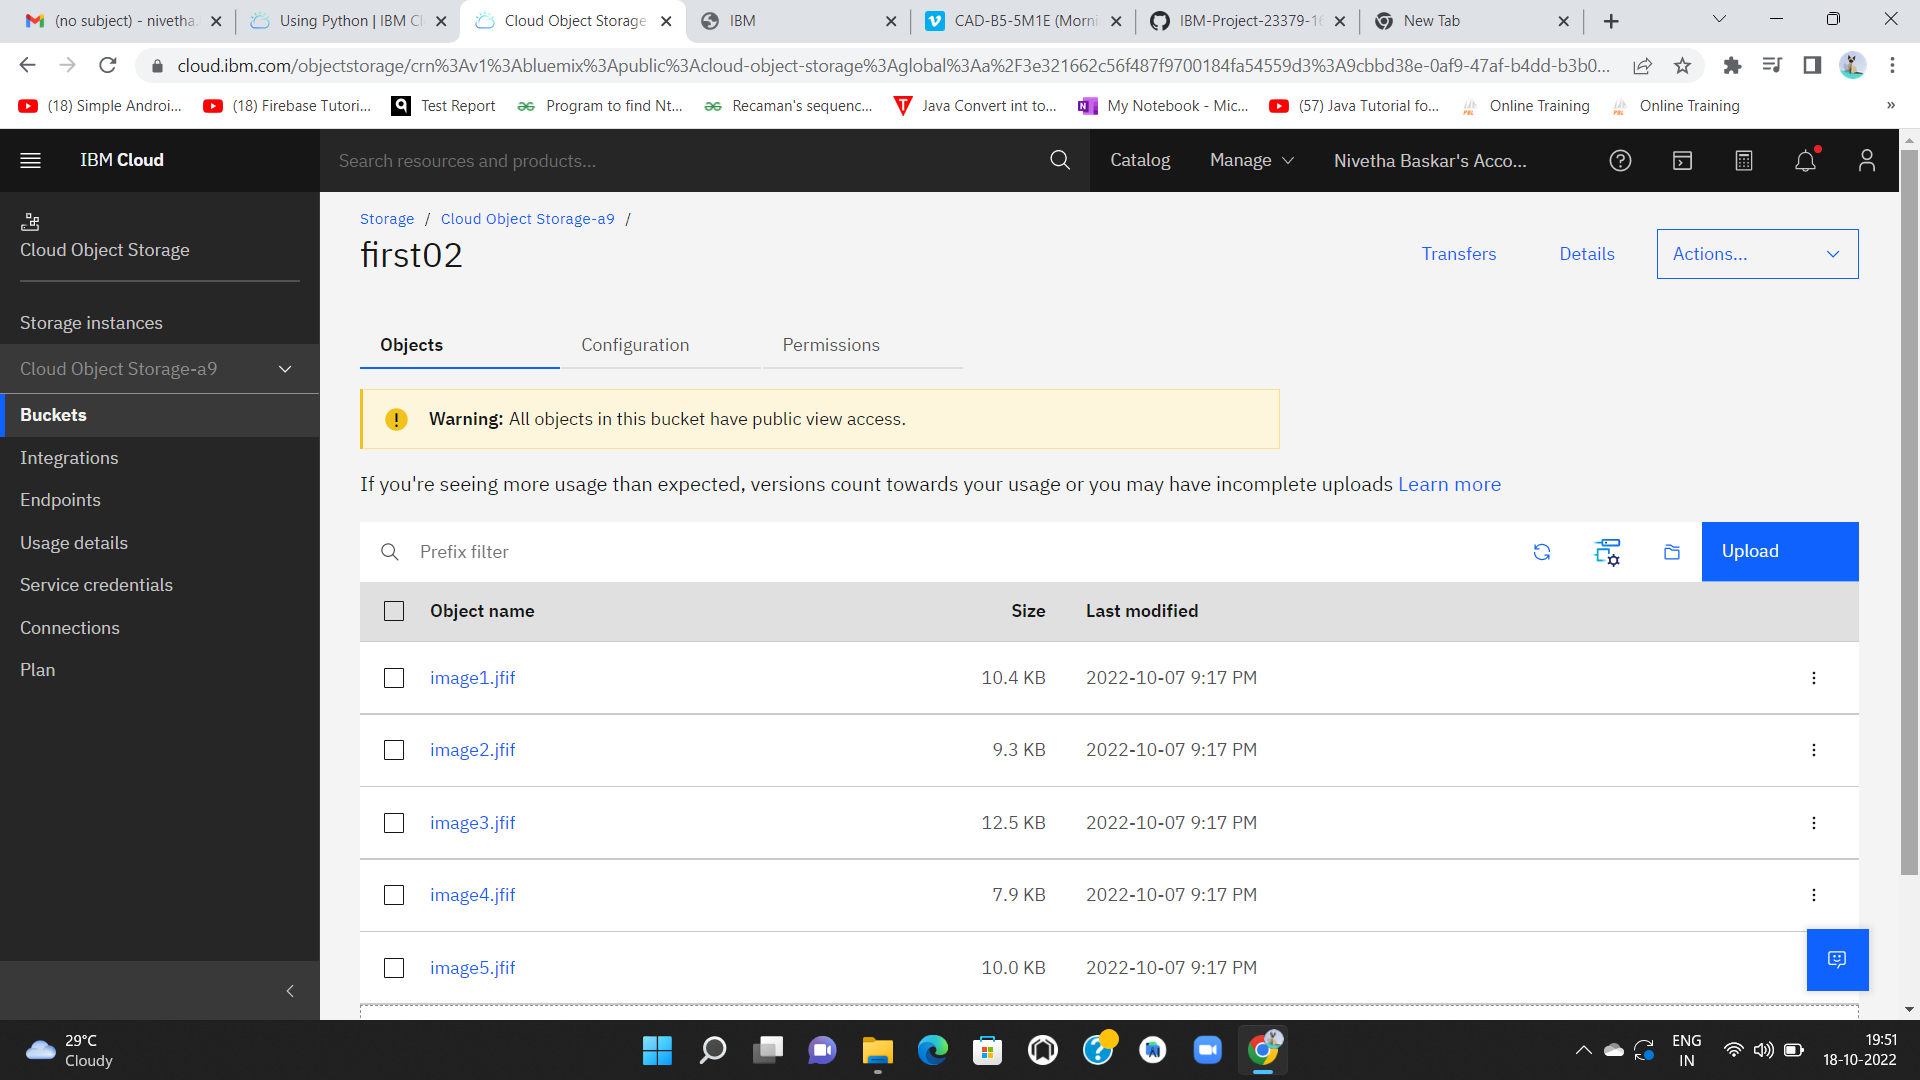 (no subject) - nivetha.
Using Python | IBM Cl
Cloud Object Storage
IBM
CAD-B5-5M1E (Morni
IBM-Project-23379-16
New Tab
cloud.ibm.com/objectstorage/crn%3Av1%3Abluemix%3Apublic%3Acloud-object-storage%3Aglobal%3Aa%2F3e321662c56f487f9700184fa54559d3%3A9cbbd38e-0af9-47af-b4dd-b3b0...
(18) Simple Androi...
(18) Firebase Tutori...
Test Report
Program to find Nt...
Recaman's sequenc...
Java Convert int to...
My Notebook - Mic...
(57) Java Tutorial fo...
Online Training
Online Training
»
IBM Cloud
Search resources and products...
Catalog
Manage
Nivetha Baskar's Acco...
Cloud Object Storage
Storage instances
Cloud Object Storage-a9
Buckets
Integrations
Endpoints
Usage details
Service credentials
Connections
Plan
Storage / Cloud Object Storage-a9 /
first02
Transfers
Details
Actions...
Objects
Configuration
Permissions
Warning: All objects in this bucket have public view access.
If you're seeing more usage than expected, versions count towards your usage or you may have incomplete uploads Learn more
Prefix filter
Upload
Object name Size Last modified
image1.jfif 10.4 KB 2022-10-07 9:17 PM
image2.jfif 9.3 KB 2022-10-07 9:17 PM
image3.jfif 12.5 KB 2022-10-07 9:17 PM
image4.jfif 7.9 KB 2022-10-07 9:17 PM
image5.jfif 10.0 KB 2022-10-07 9:17 PM
29°C
Cloudy
ENG
IN
19:51
18-10-2022